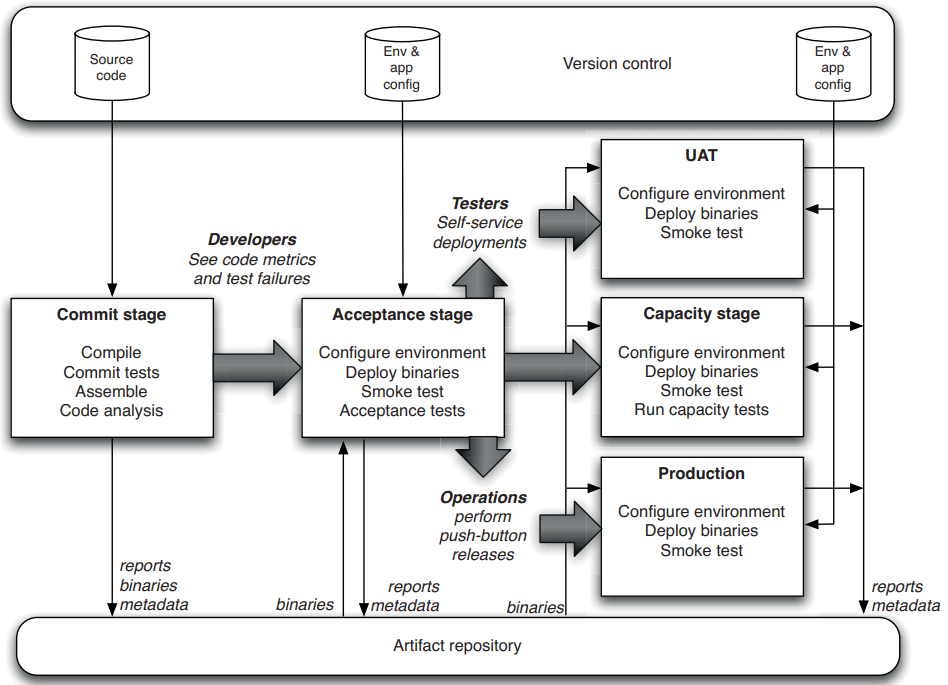 Source
code
Env &
app
config
Version control
Env &
app
config
Developers
See code metrics
and test failures
Testers
Self-service
deployments
UAT
Configure environment
Deploy binaries
Smoke test
Commit stage
Compile
Commit tests
Assemble
Code analysis
Acceptance stage
Configure environment
Deploy binaries
Smoke test
Acceptance tests
Capacity stage
Configure environment
Deploy binaries
Smoke test
Run capacity tests
Operations
perform
push-button
releases
Production
Configure environment
Deploy binaries
Smoke test
reports
binaries
metadata
binaries
reports
metadata
binaries
reports
metadata
Artifact repository